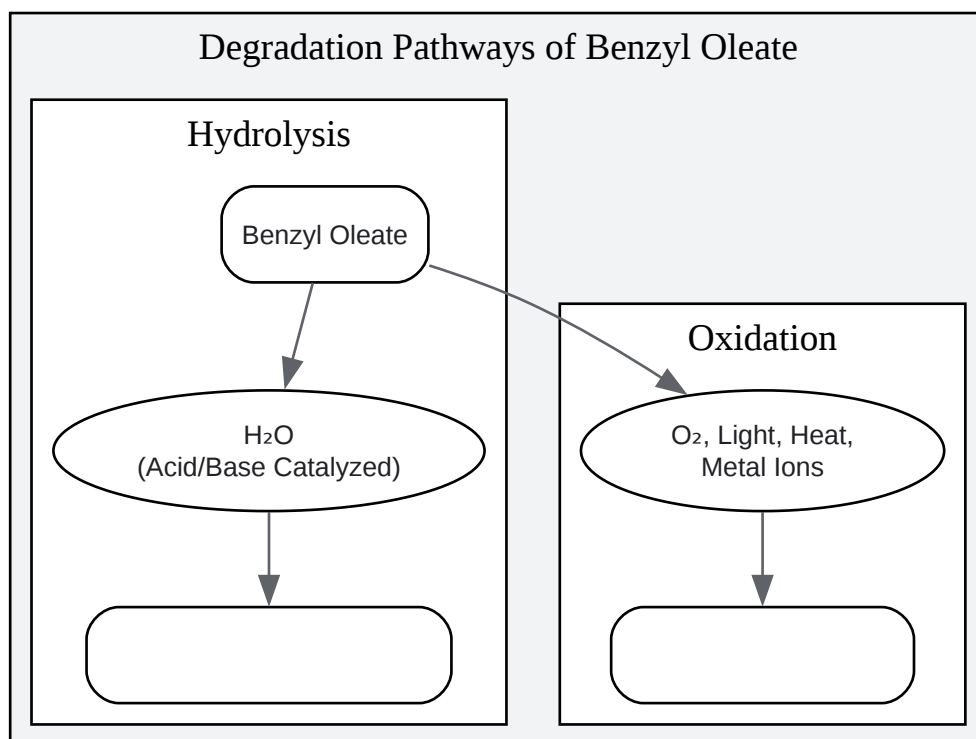 Degradation Pathways of Benzyl Oleate
Hydrolysis
Benzyl Oleate
Oxidation
H₂O
(Acid/Base Catalyzed)
O₂, Light, Heat,
Metal Ions